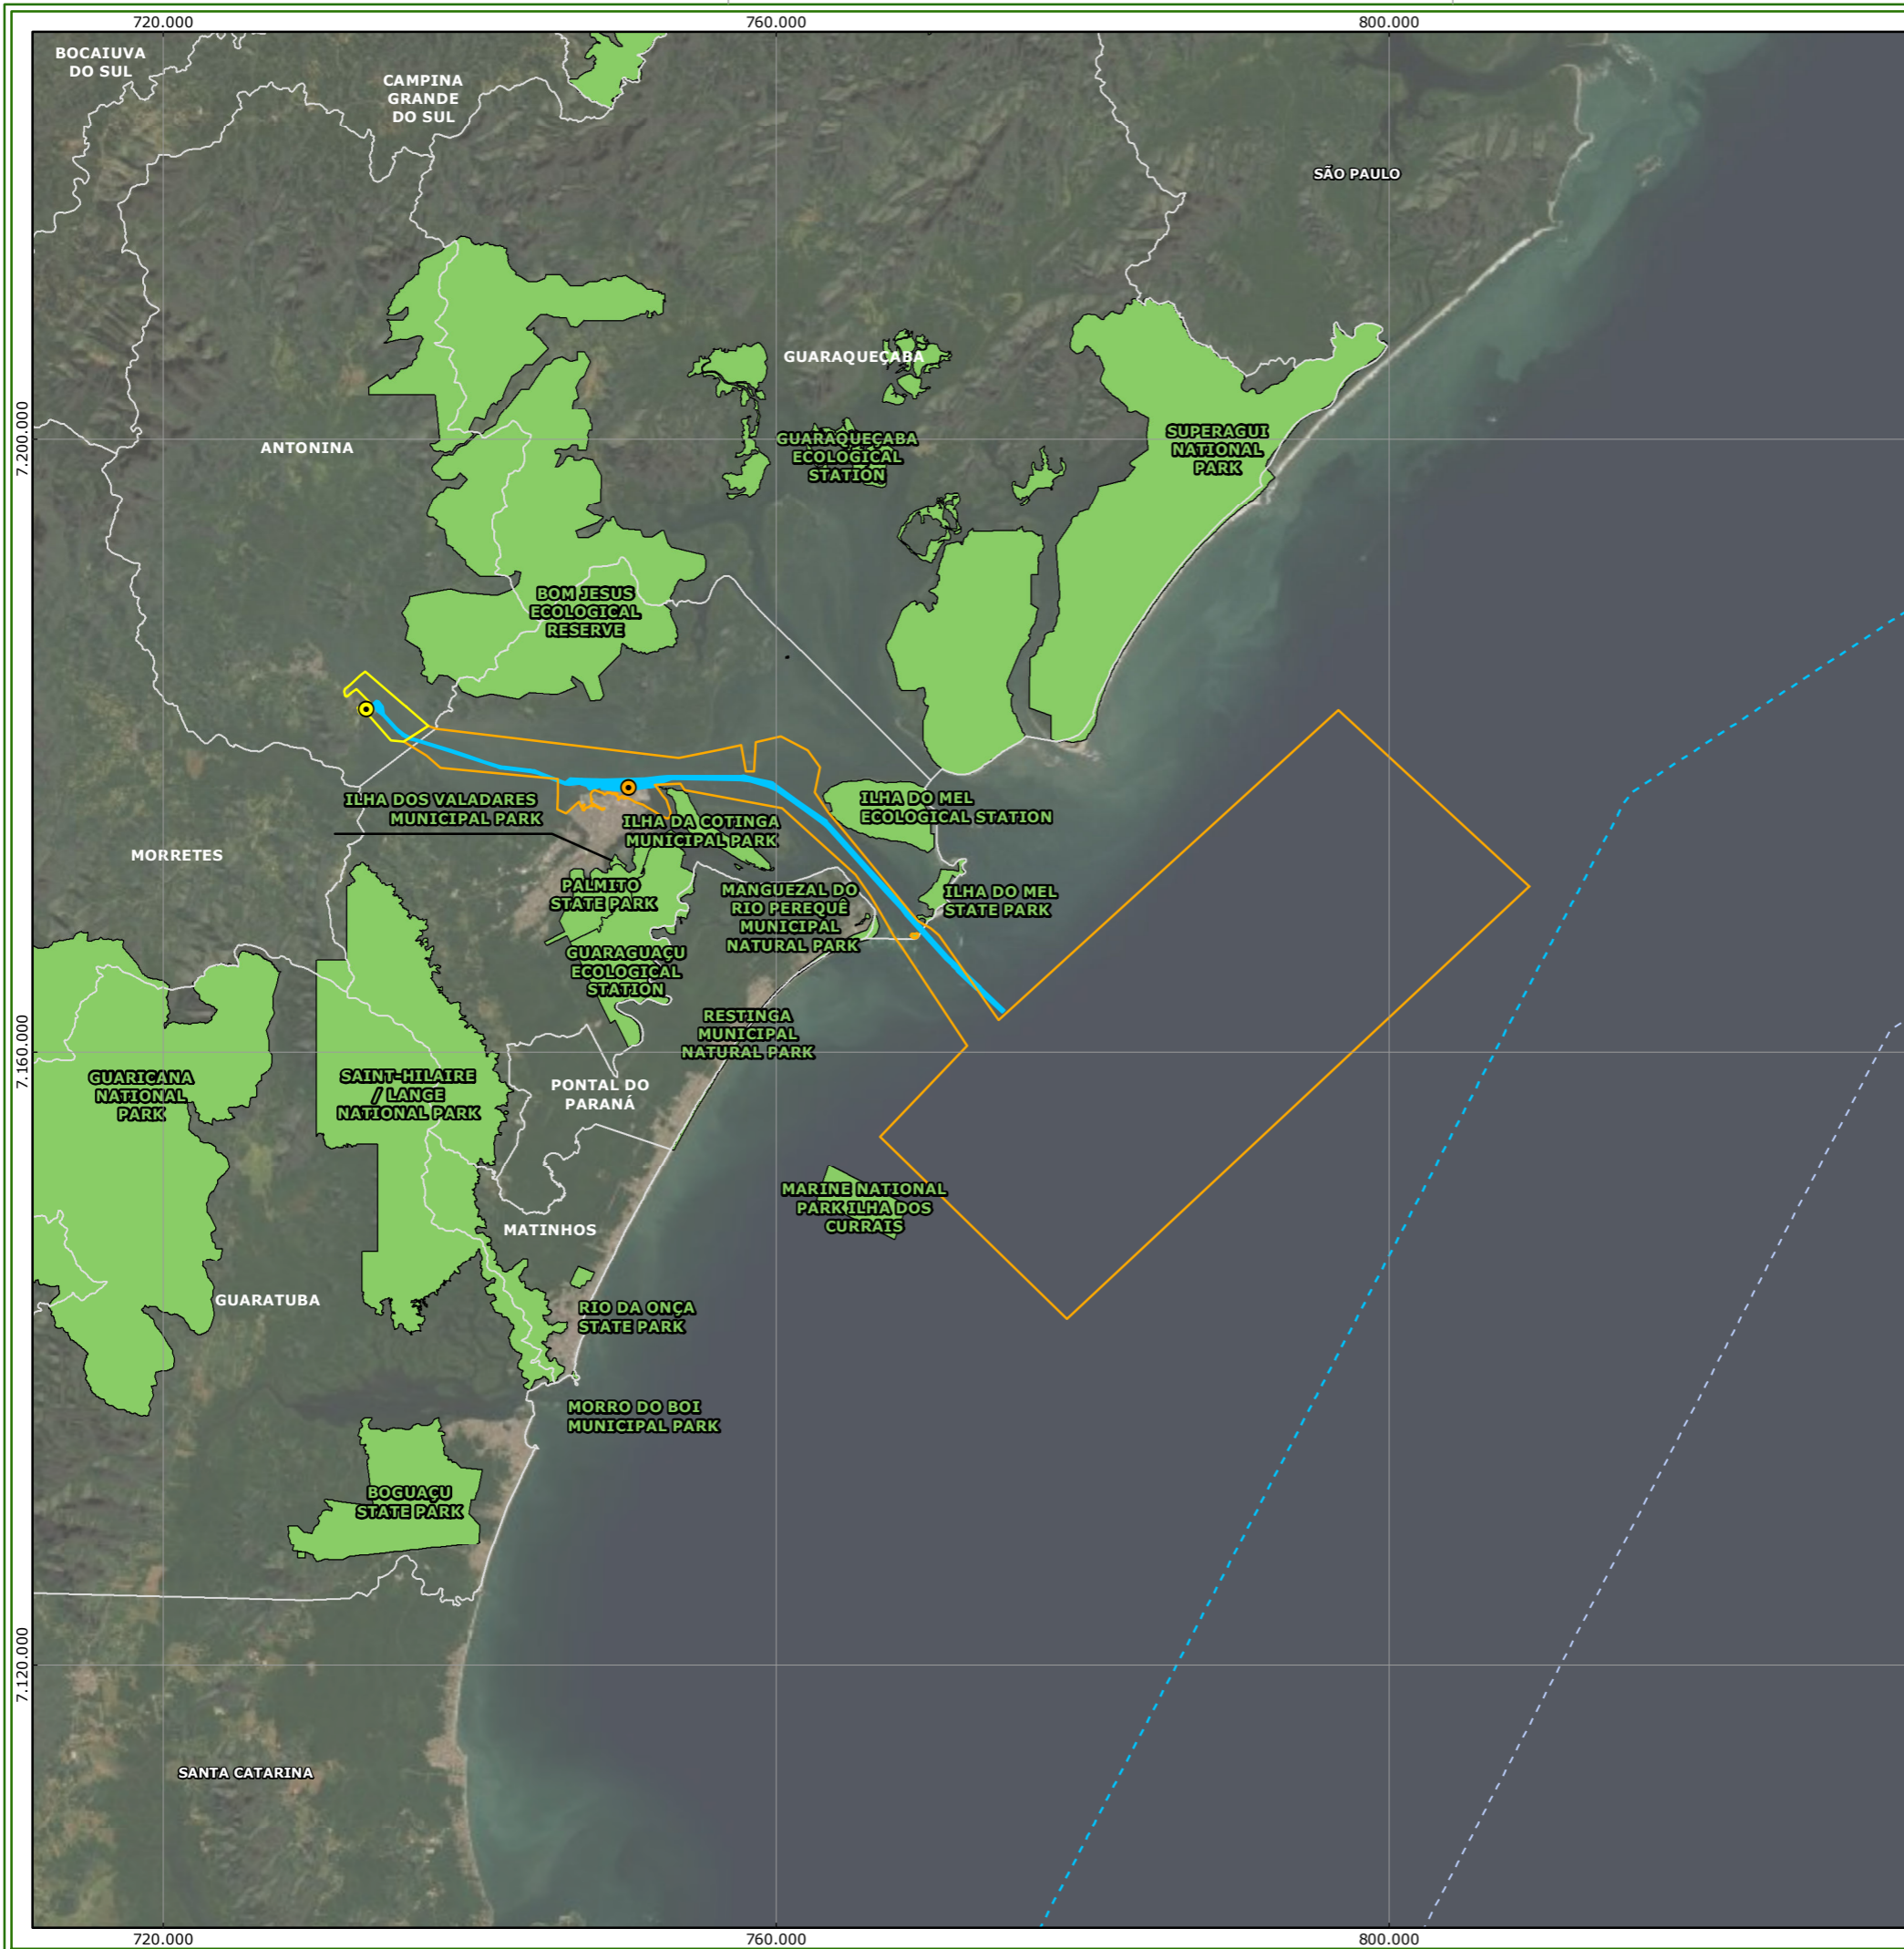 720.000
760.000
800.000
BOCAIUVA
DO SUL
CAMPINA
GRANDE
DO SUL
SÃO PAULO
GUARAQUEÇABA
7.200.000
ANTONINA
GUARAQUEÇABA
ECOLOGICAL
STATION
SUPERAGUI
NATIONAL
PARK
BOM JESUS
ECOLOGICAL
RESERVE
ILHA DOS VALADARES
MUNICIPAL PARK
ILHA DA COTINGA
MUNICIPAL PARK
ILHA DO MEL
ECOLOGICAL STATION
MORRETES
PALMITO
STATE PARK
MANGUEZAL DO
RIO PEREQUÊ
MUNICIPAL
NATURAL PARK
ILHA DO MEL
STATE PARK
GUARAGUAÇU
ECOLOGICAL
STATION
RESTINGA
MUNICIPAL
NATURAL PARK
7.160.000
GUARICANA
NATIONAL
PARK
SAINT-HILAIRE
/ LANGE
NATIONAL PARK
PONTAL DO
PARANÁ
MARINE NATIONAL
PARK ILHA DOS
CURRAIS
MATINHOS
GUARATUBA
RIO DA ONÇA
STATE PARK
MORRO DO BOI
MUNICIPAL PARK
BOGUAÇU
STATE PARK
7.120.000
SANTA CATARINA
720.000
760.000
800.000